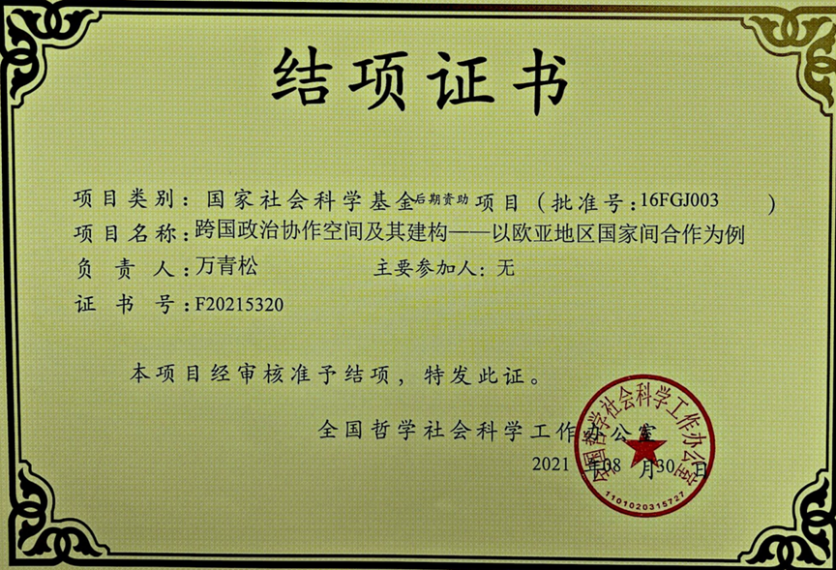 结项证书
项目类别：国家社会科学基金后期资助项目（批准号：16FGJ003 ）
项目名称：跨国政治协作空间及其建构——以欧亚地区国家间合作为例
负责人：万青松 主要参加人：无
证书号：F20215320
本项目经审核准予结项，特发此证。
全国哲学社会科学工作办公室
2021 年08 月30 日
全国哲学社会科学工作办公室
1101020315727